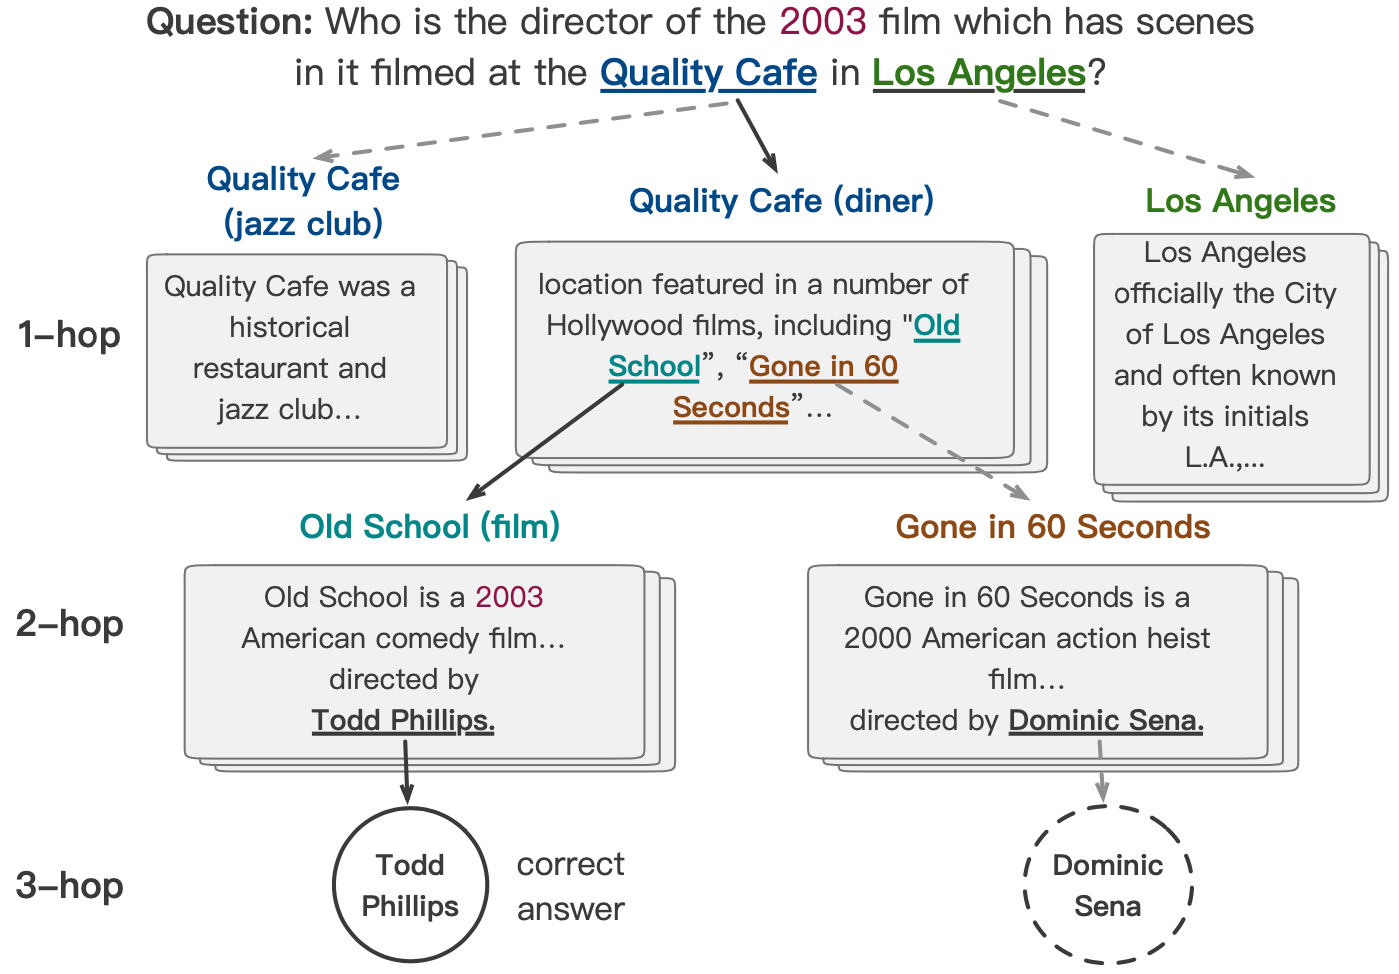 Question: Who is the director of the 2003 film which has scenes
in it filmed at the Quality Cafe in Los Angeles?
Quality Cafe
(jazz club)
Quality Cafe (diner)
Los Angeles
1-hop
Quality Cafe was a
historical
restaurant and
jazz club...
location featured in a number of
Hollywood films, including "Old
School”, “Gone in 60
Seconds”...
Los Angeles
officially the City
of Los Angeles
and often known
by its initials
L.A.,...
Old School (film)
Gone in 60 Seconds
2-hop
Old School is a 2003
American comedy film...
directed by
Todd Phillips.
Gone in 60 Seconds is a
2000 American action heist
film...
directed by Dominic Sena.
3-hop
Todd
Phillips
correct
answer
Dominic
Sena